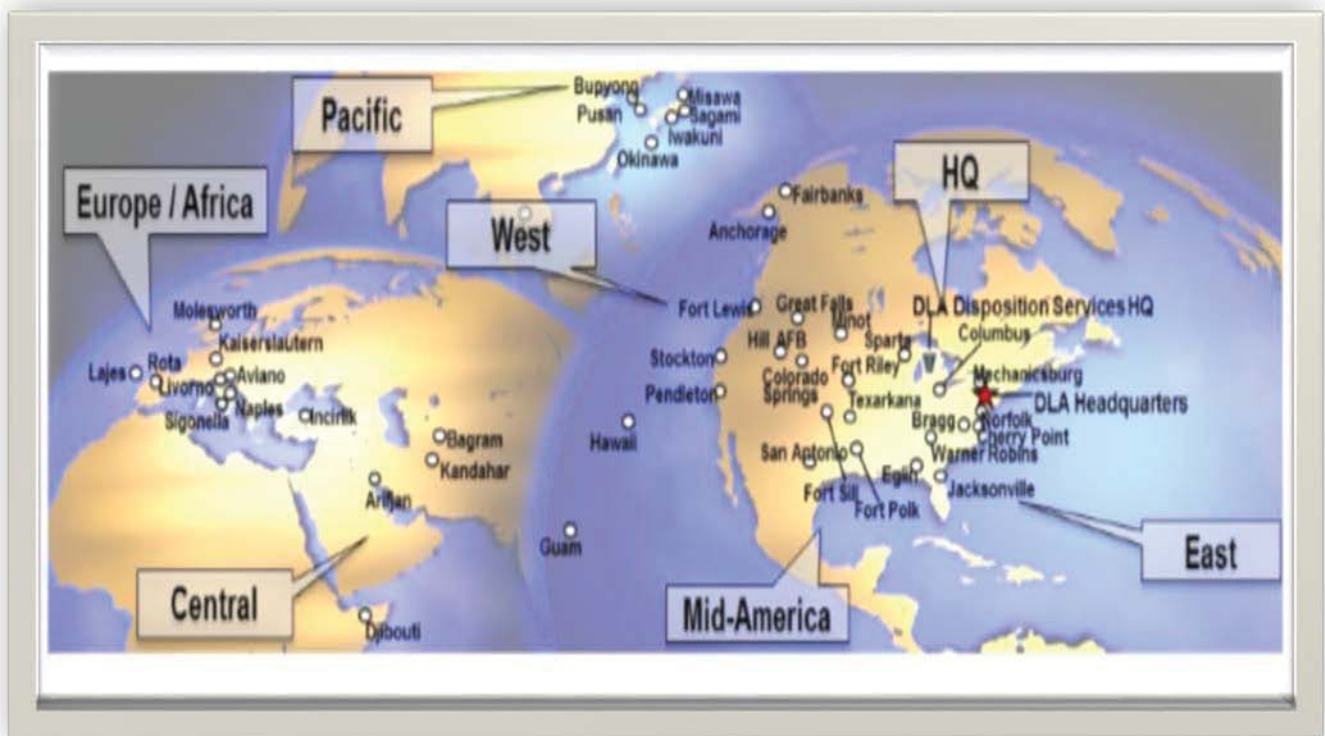 Pacific
Bupyong
Pusan
Misawa
Sagami
Iwakuni
Okinawa
Europe / Africa
West
HQ
Fairbanks
Anchorage
Molesworth
Kaiserslautern
Lajes
Rota
Livorno
Aviano
Sigonella
Naples
Incirlik
Bagram
Kandahar
Arifjan
Central
Djibouti
Hawaii
Guam
Fort Lewis
Great Falls
Minot
DLA Disposition Services HQ
Columbus
Stockton
Hill AFB
Sparta
Fort Riley
Colorado
Springs
Mechanicsburg
Pendleton
Texarkana
DLA Headquarters
Bragg
Norfolk
Cherry Point
San Antonio
Warner Robins
Eglin
Jacksonville
Fort Sill
Fort Polk
East
Mid-America